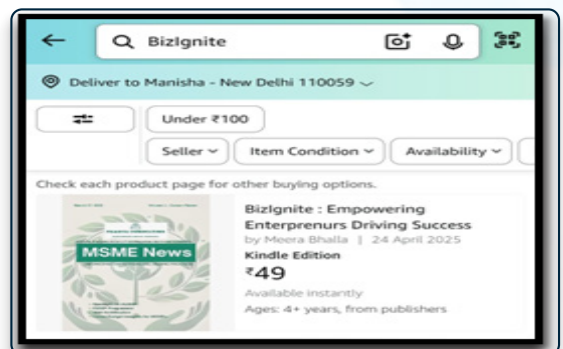 BizIgnite
Deliver to Manisha - New Delhi 110059
Under ₹100
Seller
Item Condition
Availability
Check each product page for other buying options.
MSME News
BizIgnite : Empowering
Enterprenurs Driving Success
by Meera Bhalla | 24 April 2025
Kindle Edition
₹49
Available instantly
Ages: 4+ years, from publishers